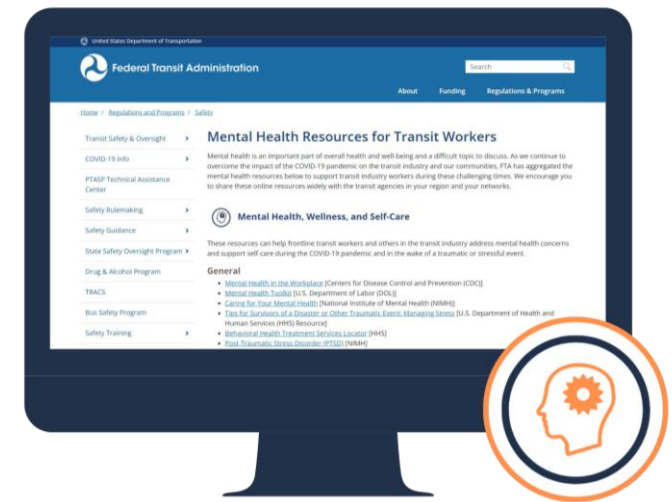 United States Department of Transportation
Federal Transit Administration
Search
About Funding Regulations & Programs
Home / Regulations and Programs / Safety
Transit Safety & Oversight
COVID-19 Info
PTASP Technical Assistance
Center
Safety Rulemaking
Safety Guidance
State Safety Oversight Program
Drug & Alcohol Program
TRACS
Bus Safety Program
Safety Training
Mental Health Resources for Transit Workers
Mental health is an important part of overall health and well-being and a difficult topic to discuss. As we continue to
overcome the impact of the COVID-19 pandemic on the transit industry and our communities, FTA has aggregated the
mental health resources below to support transit industry workers during these challenging times. We encourage you
to share these online resources widely with the transit agencies in your region and your networks.
Mental Health, Wellness, and Self-Care
These resources can help frontline transit workers and others in the transit industry address mental health concerns
and support self-care during the COVID-19 pandemic and in the wake of a traumatic or stressful event.
General
• Mental Health in the Workplace [Centers for Disease Control and Prevention (CDC)]
• Mental Health Toolkit [U.S. Department of Labor (DOL)]
• Caring for Your Mental Health [National Institute of Mental Health (NIMH)]
• Tips for Survivors of a Disaster or Other Traumatic Event: Managing Stress [U.S. Department of Health and
Human Services (HHS) Resource]
• Behavioral Health Treatment Services Locator [HHS]
• Post-Traumatic Stress Disorder (PTSD) [NIMH]